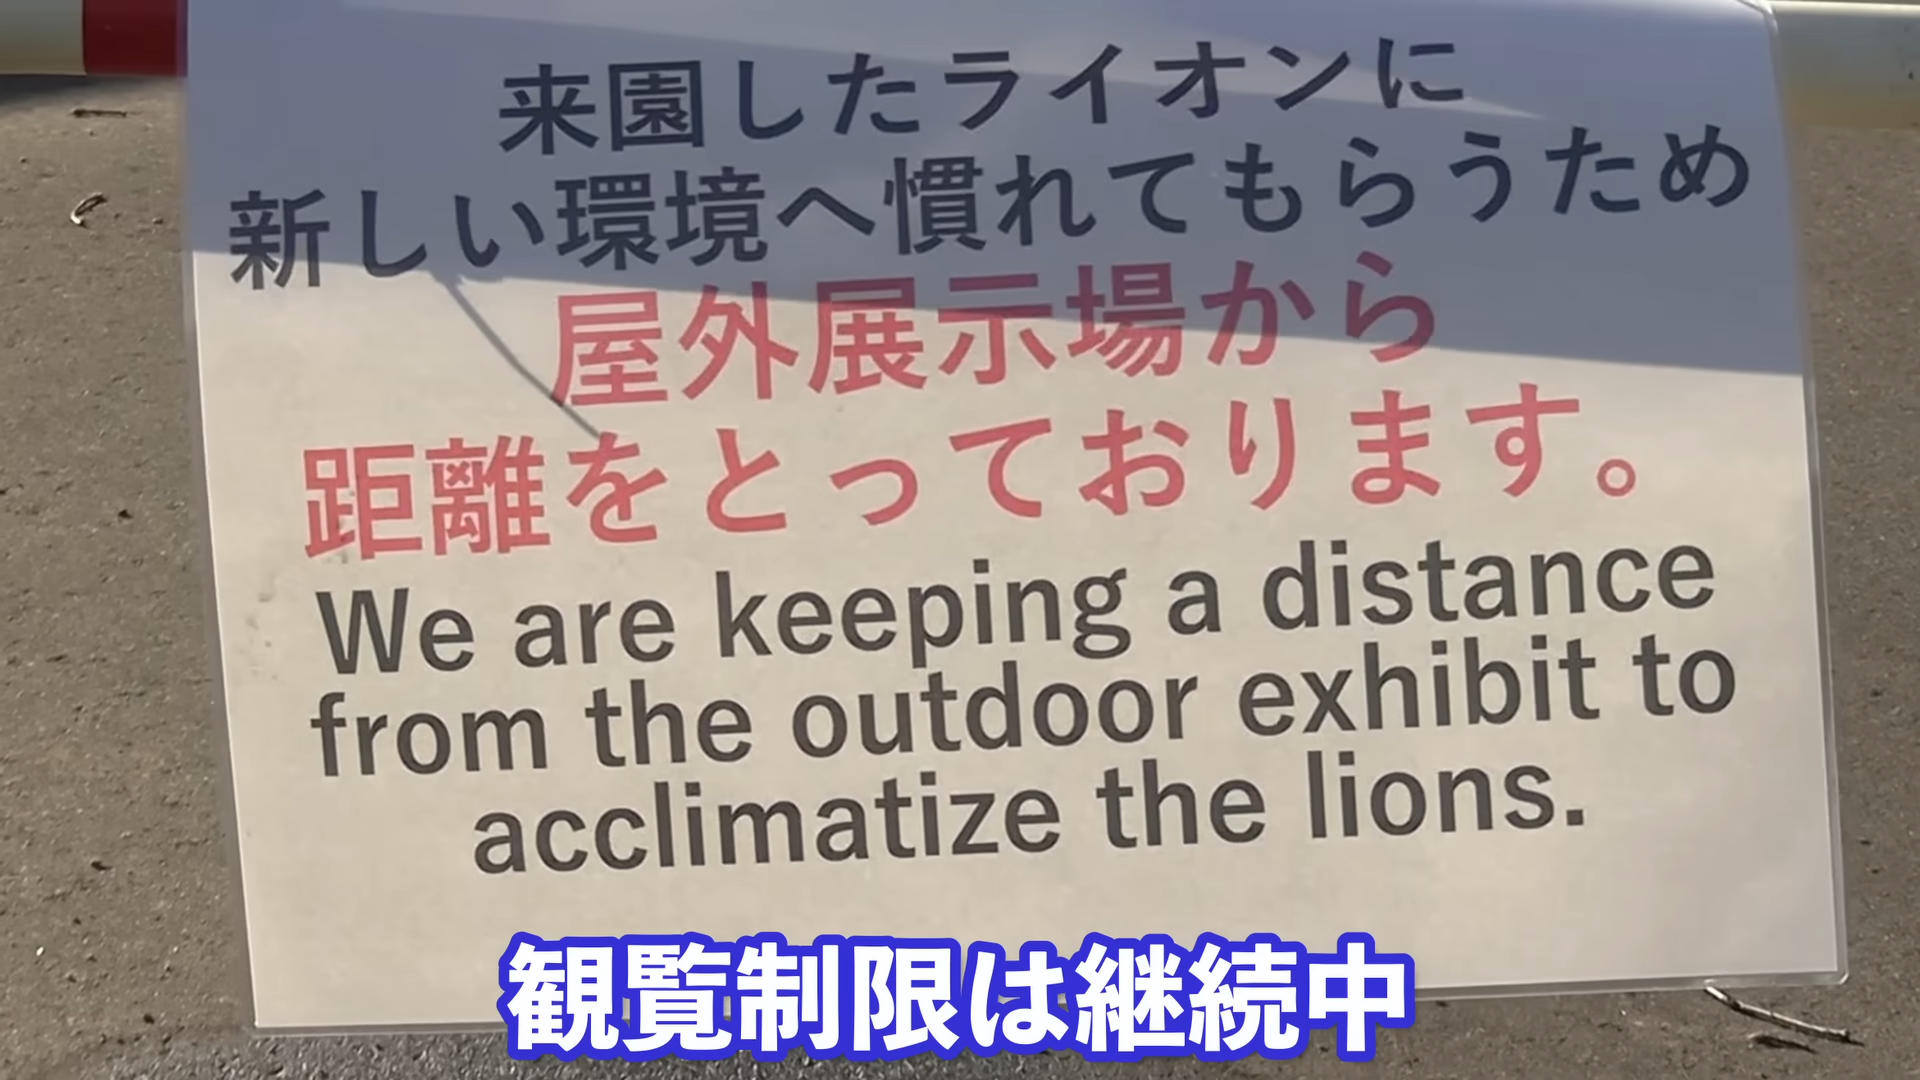 来園したライオンに
新しい環境へ慣れてもらうため
屋外展示場から
距離をとっております。
We are keeping a distance
from the outdoor exhibit to
acclimatize the lions.
観覧制限は継続中